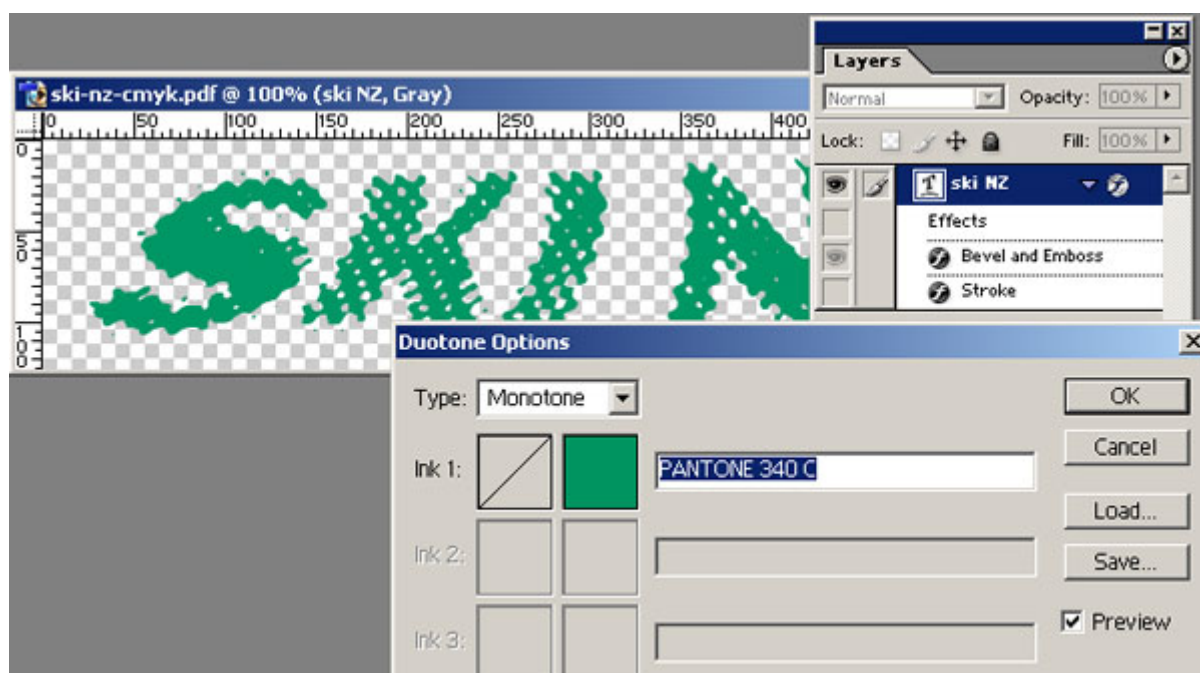 Layers
ski-nz-cmyk.pdf @ 100% (ski NZ, Gray)
Normal Opacity: 100%
0 50 100 150 200 250 300 350 400
Lock: Fill: 100%
0
50
100
SKI N
T ski NZ
Effects
Bevel and Emboss
Stroke
Duotone Options
Type: Monotone OK
Cancel
Ink 1: PANTONE 340 C
Load...
Ink 2:
Save...
Preview
Ink 3: